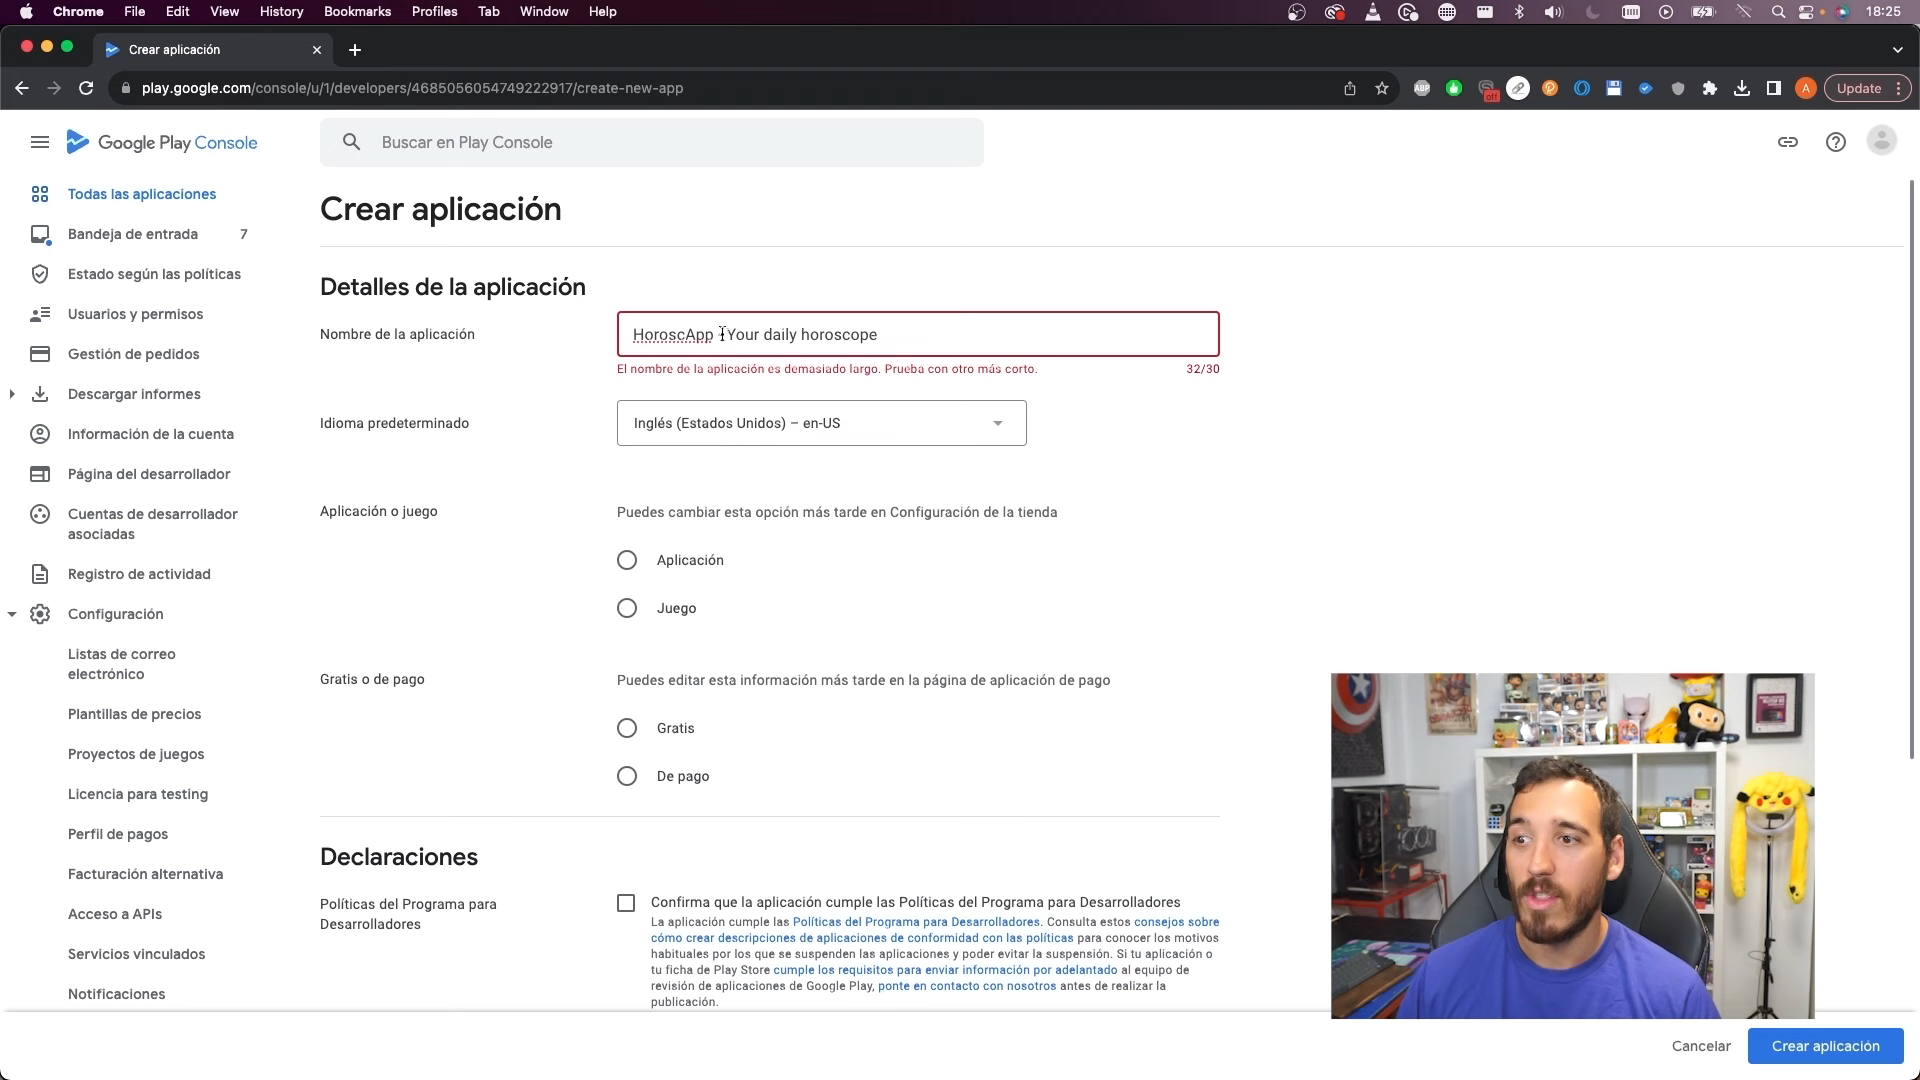 Chrome File Edit View History Bookmarks Profiles Tab Window Help 18:25
Crear aplicación
play.google.com/console/u/1/developers/4685056054749222917/create-new-app
ABP
off
A
Update
Google Play Console
Buscar en Play Console
Todas las aplicaciones
Bandeja de entrada 7
Estado según las políticas
Usuarios y permisos
Gestión de pedidos
Descargar informes
Información de la cuenta
Página del desarrollador
Cuentas de desarrollador
asociadas
Registro de actividad
Configuración
Listas de correo
electrónico
Plantillas de precios
Proyectos de juegos
Licencia para testing
Perfil de pagos
Facturación alternativa
Acceso a APIs
Servicios vinculados
Notificaciones
Crear aplicación
Detalles de la aplicación
Nombre de la aplicación
HoroscApp - Your daily horoscope
El nombre de la aplicación es demasiado largo. Prueba con otro más corto. 32/30
Idioma predeterminado
Inglés (Estados Unidos) – en-US
Aplicación o juego
Puedes cambiar esta opción más tarde en Configuración de la tienda
Aplicación
Juego
Gratis o de pago
Puedes editar esta información más tarde en la página de aplicación de pago
Gratis
De pago
Declaraciones
Políticas del Programa para
Desarrolladores
Confirma que la aplicación cumple las Políticas del Programa para Desarrolladores
La aplicación cumple las Políticas del Programa para Desarrolladores. Consulta estos consejos sobre
cómo crear descripciones de aplicaciones de conformidad con las políticas para conocer los motivos
habituales por los que se suspenden las aplicaciones y poder evitar la suspensión. Si tu aplicación o
tu ficha de Play Store cumple los requisitos para enviar información por adelantado al equipo de
revisión de aplicaciones de Google Play, ponte en contacto con nosotros antes de realizar la
publicación.
Cancelar
Crear aplicación